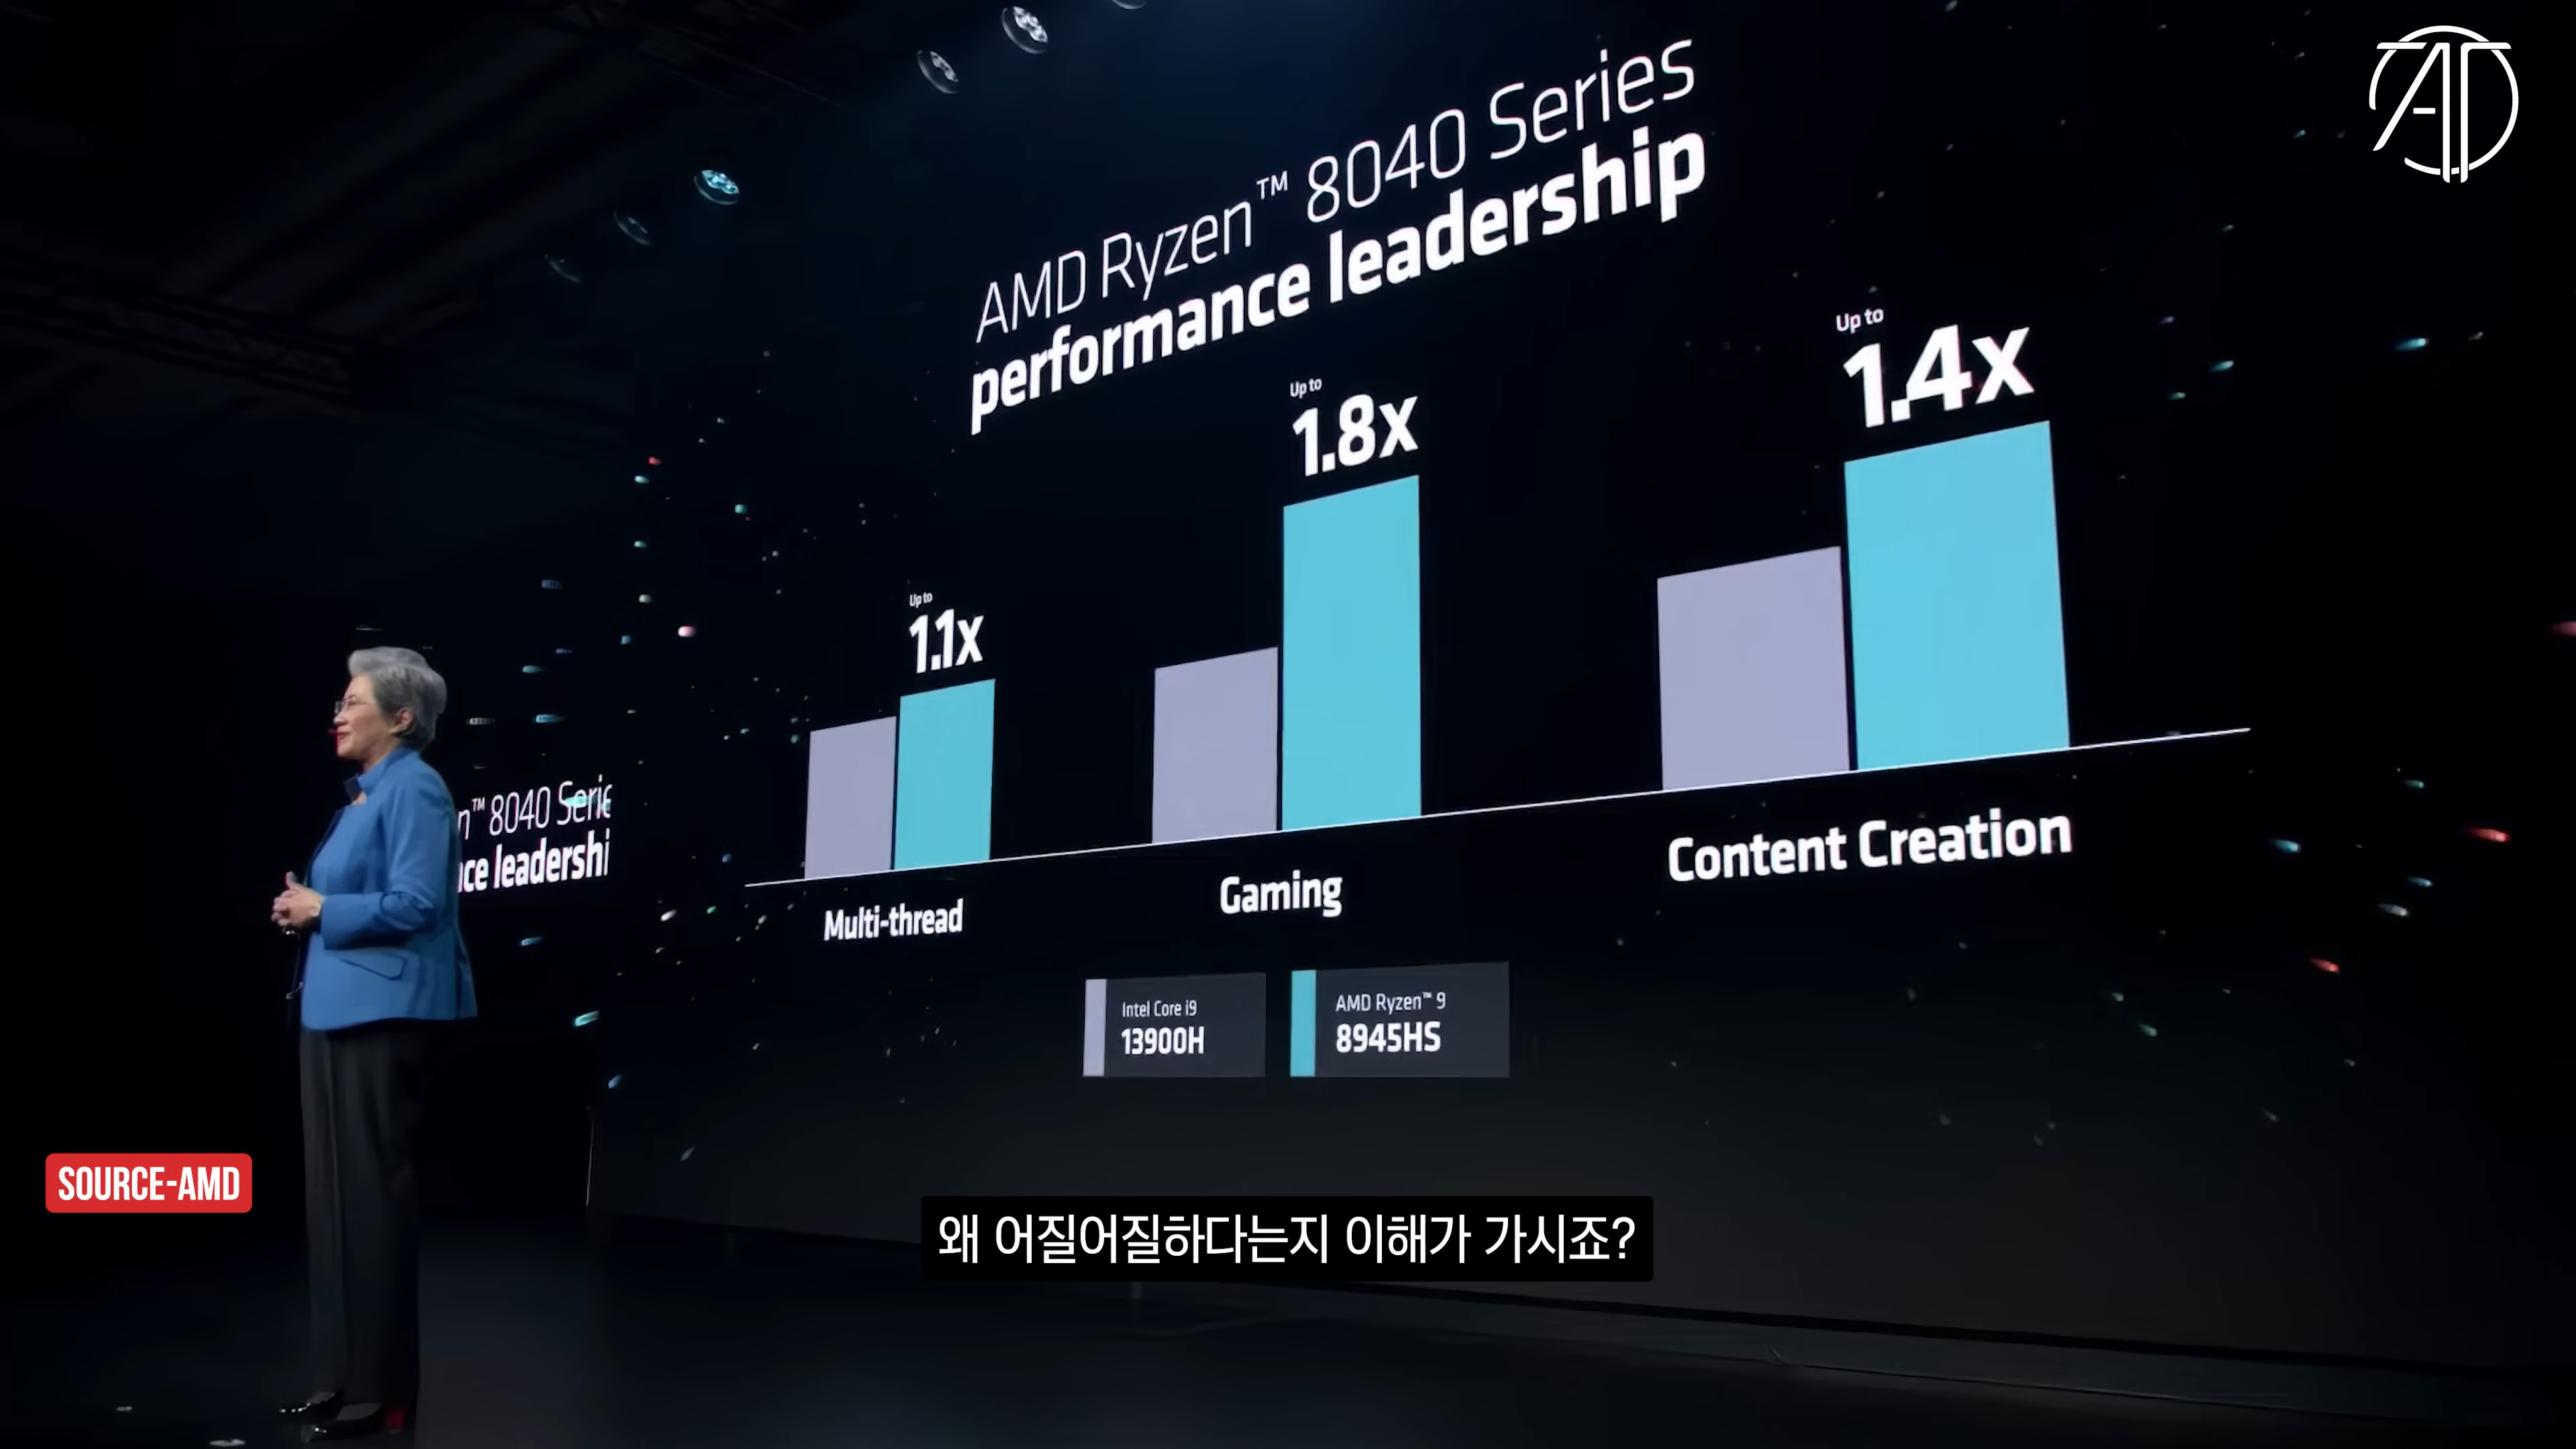 AMD Ryzen™ 8040 Series
performance leadership
Up to
1.1x
Up to
1.8x
Up to
1.4x
Multi-thread
Gaming
Content Creation
Intel Core i9
13900H
AMD Ryzen™ 9
8945HS
n™ 8040 Serie
nce leadershi
SOURCE-AMD
왜 어질어질하다는지 이해가 가시죠?